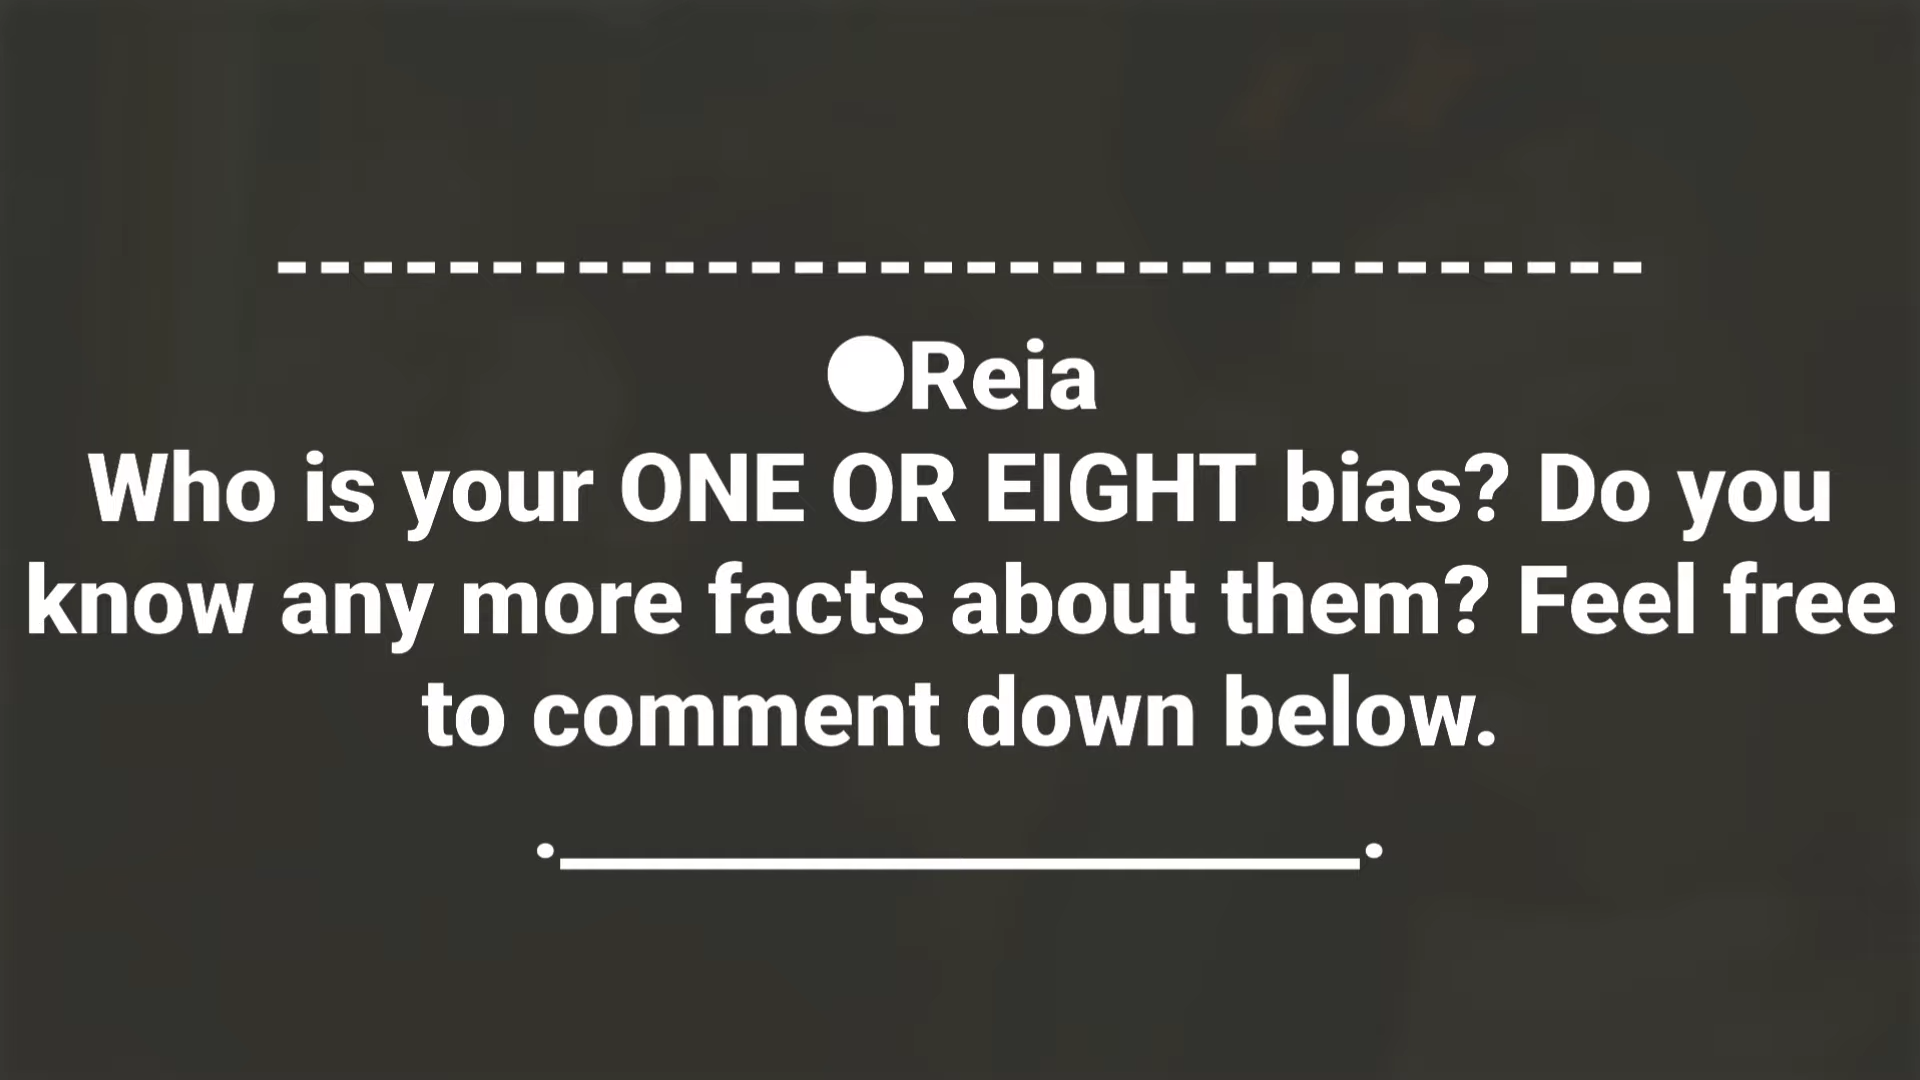 --------------------------------
●Reia
Who is your ONE OR EIGHT bias? Do you
know any more facts about them? Feel free
to comment down below.
•____________________•